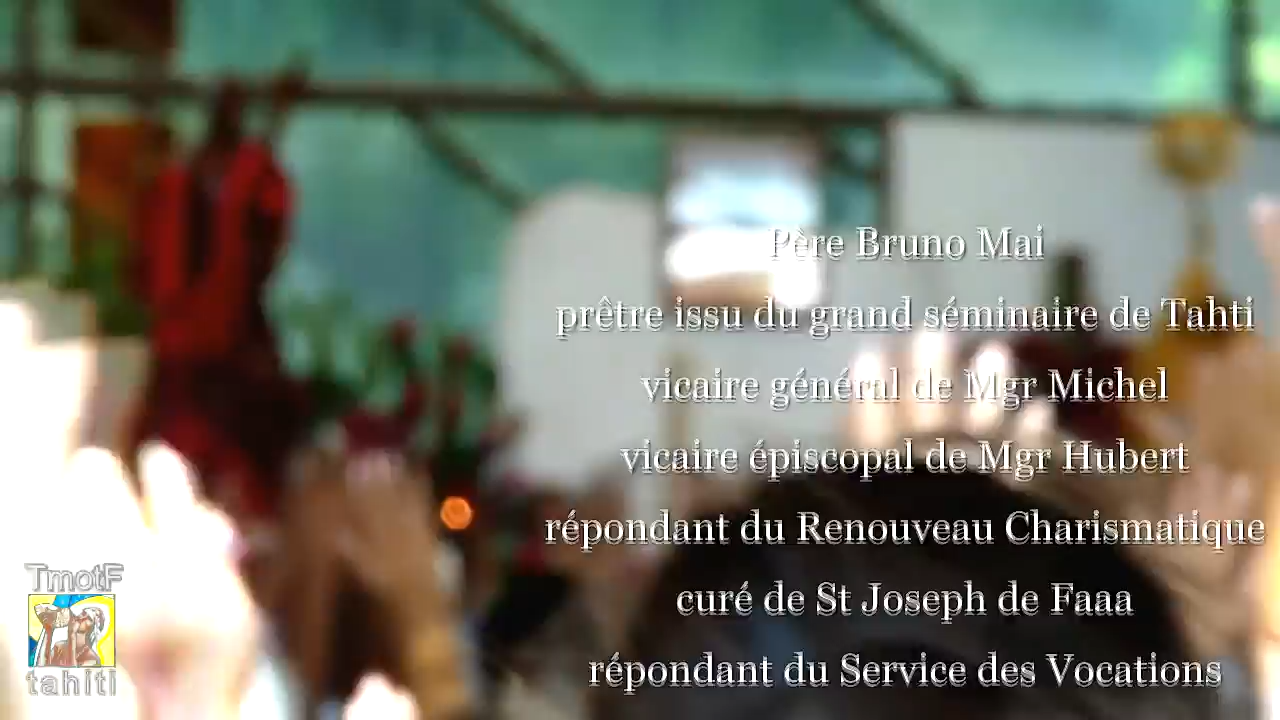 Père Bruno Mai
prêtre issu du grand séminaire de Tahti
vicaire général de Mgr Michel
vicaire épiscopal de Mgr Hubert
répondant du Renouveau Charismatique
curé de St Joseph de Faaa
répondant du Service des Vocations
TmotF
tahiti